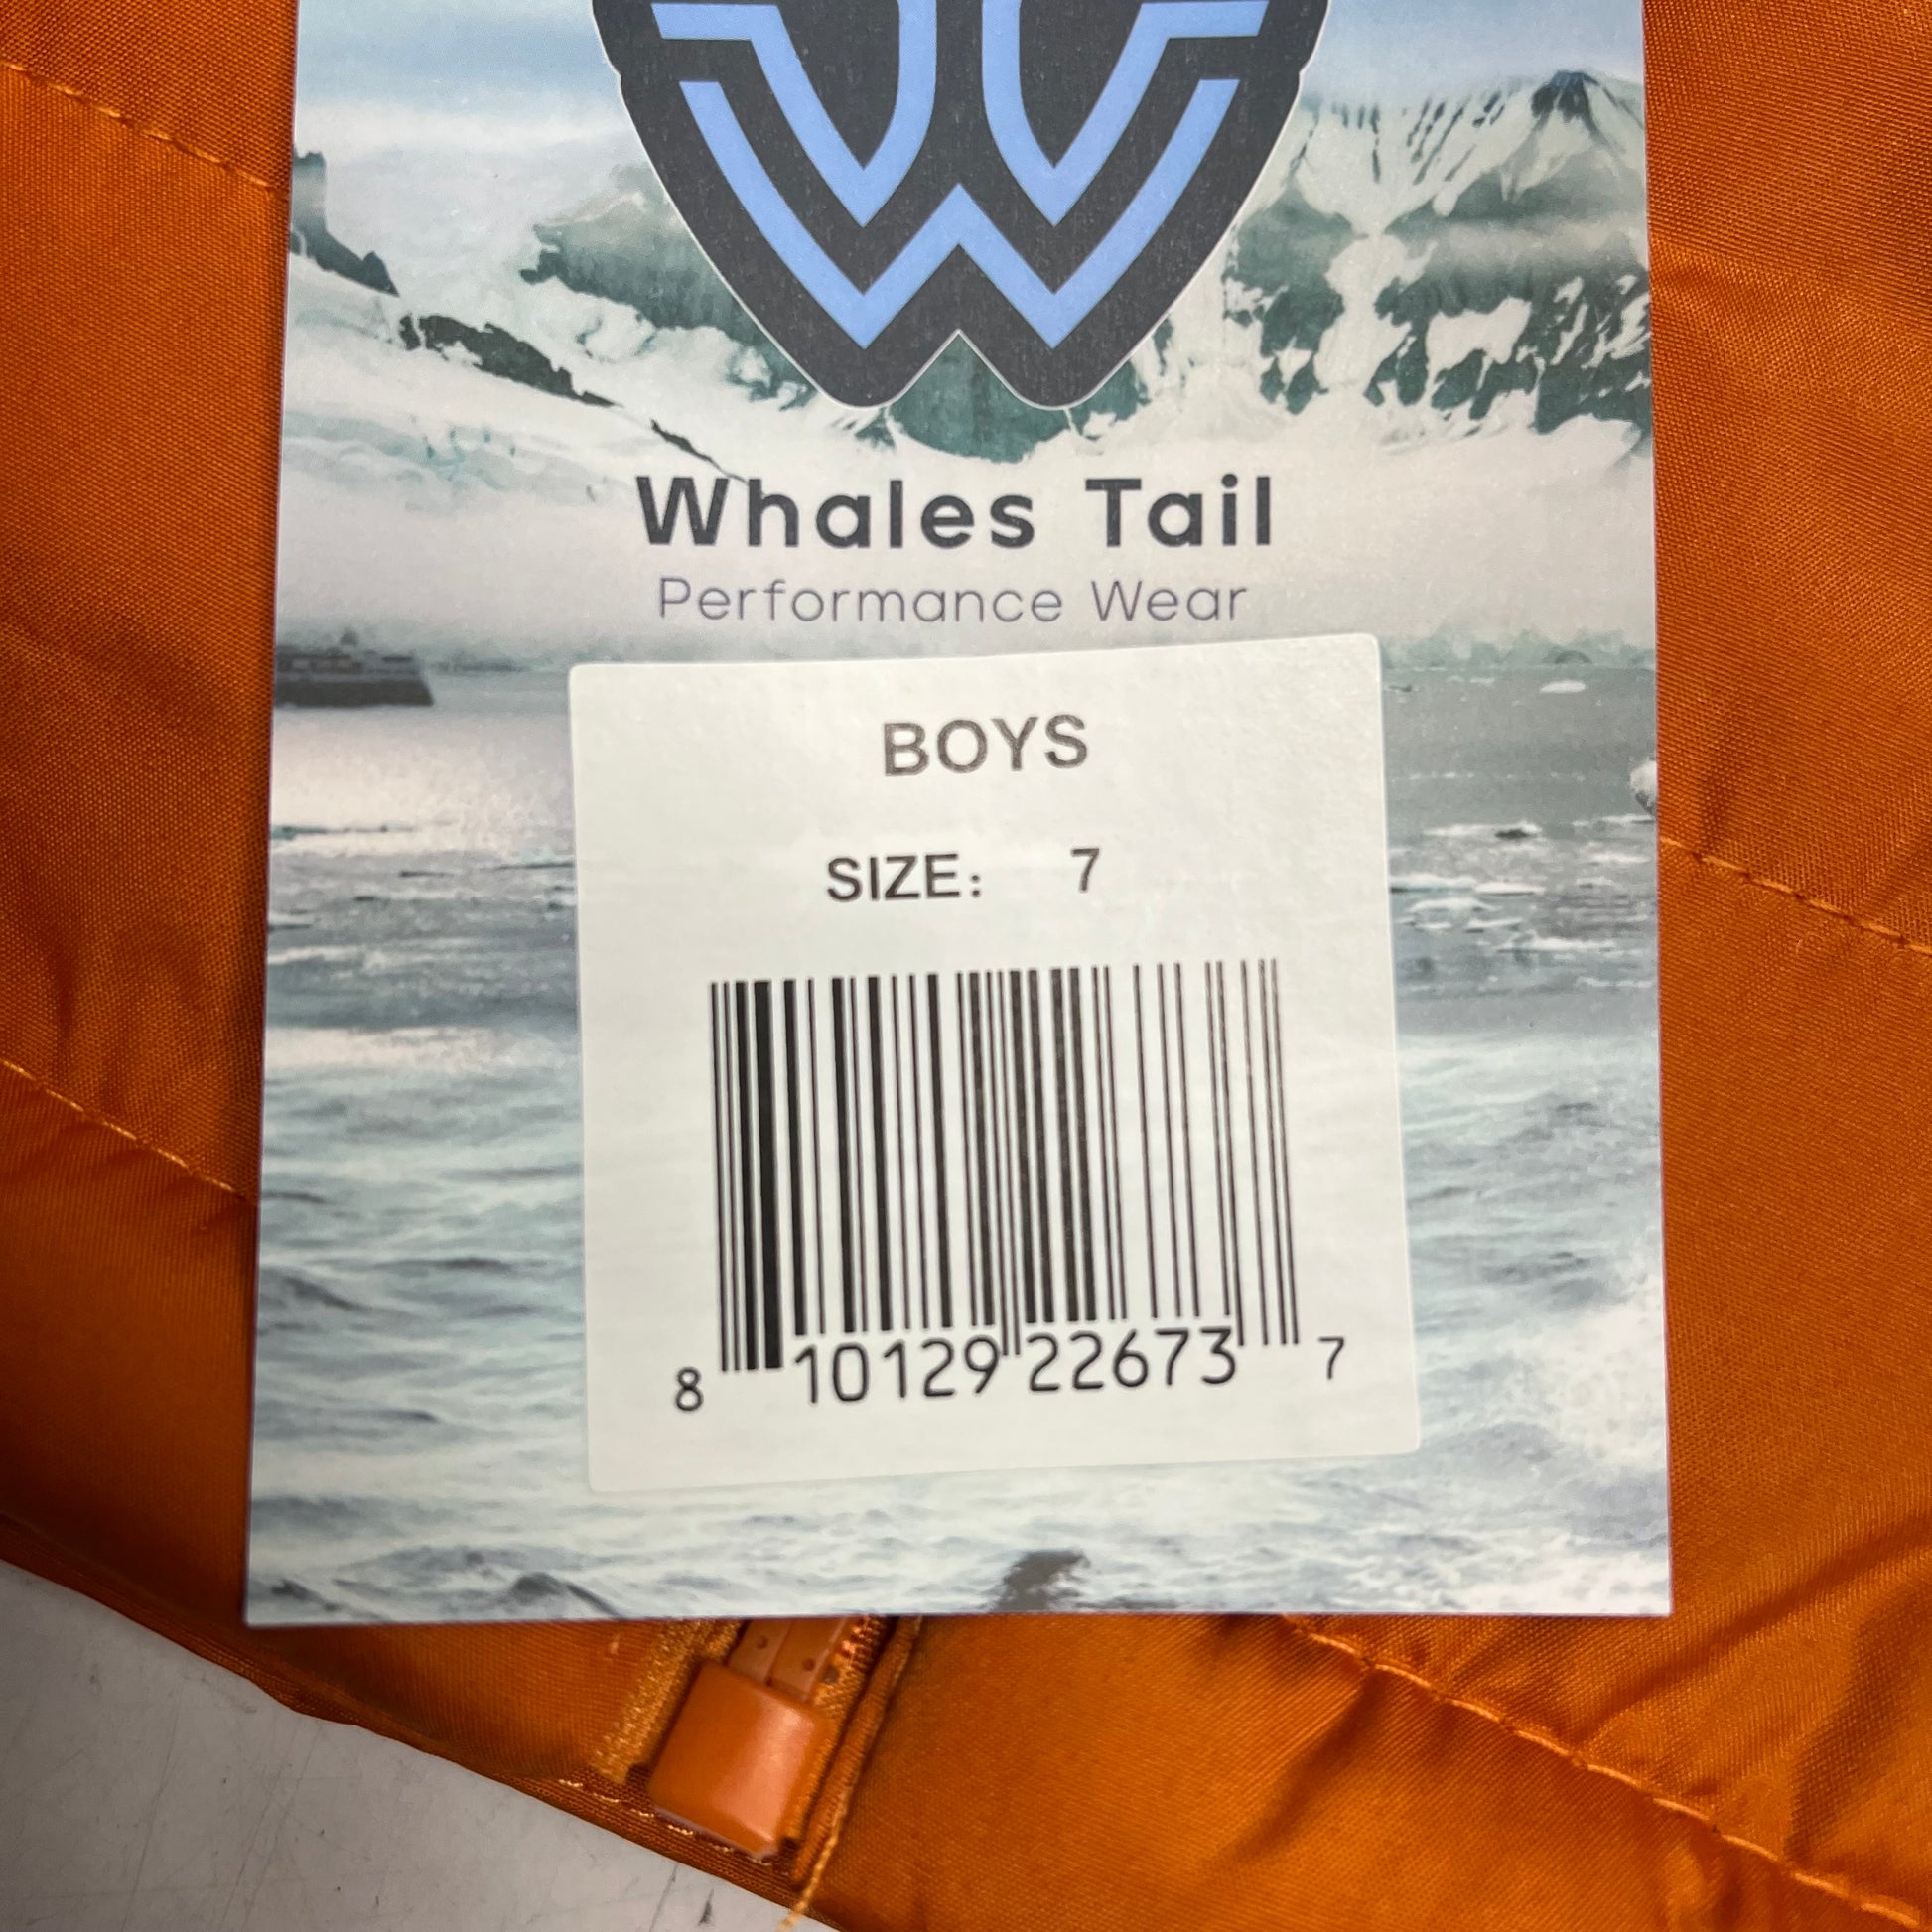 Whales Tail
Performance Wear
BOYS
SIZE: 7
8 10129 22673 7